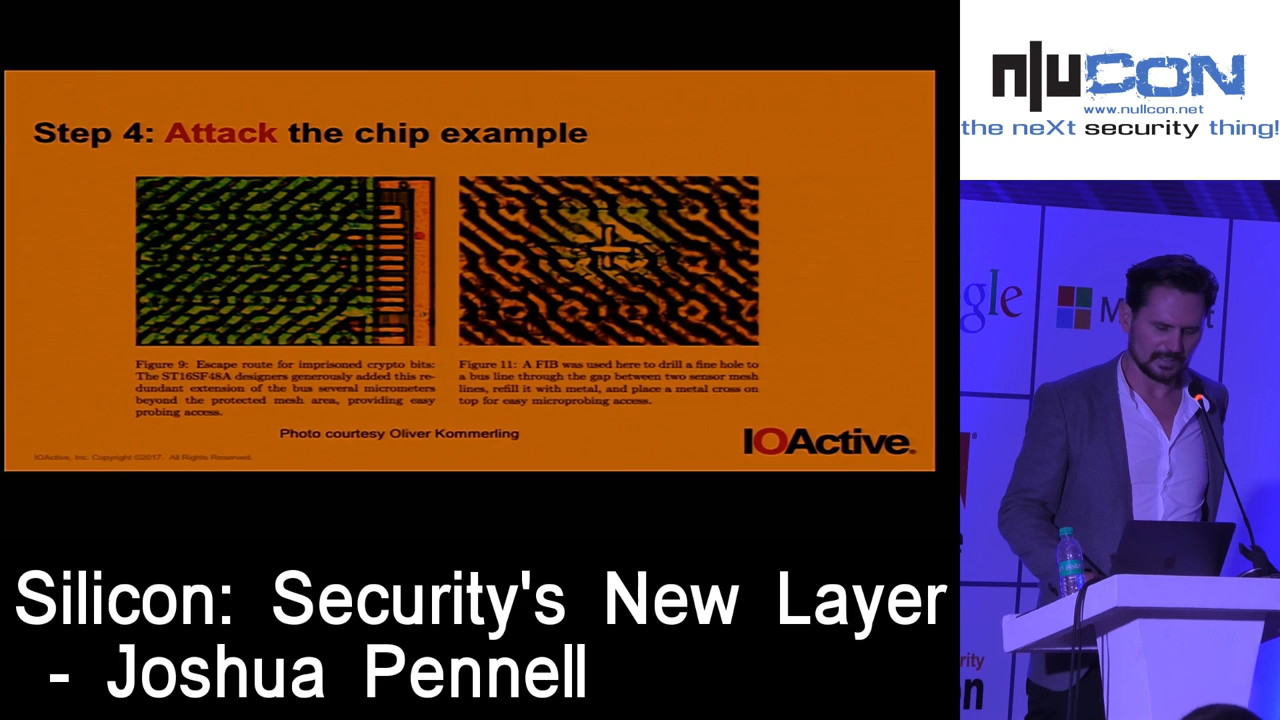 Step 4: Attack the chip example
Figure 9: Escape route for imprisoned crypto bits:
The ST16SF48A designers generously added this re-
dundant extension of the bus several micrometers
beyond the protected mesh area, providing easy
probing access.
Figure 11: A FIB was used here to drill a fine hole to
a bus line through the gap between two sensor mesh
lines, refill it with metal, and place a metal cross on
top for easy microprobing access.
Photo courtesy Oliver Kommerling
IOActive.
IOActive, Inc. Copyright ©2017. All Rights Reserved.
n|uCON
www.nullcon.net
the neXt security thing!
gle
M
t
rity
n
Silicon: Security's New Layer
- Joshua Pennell